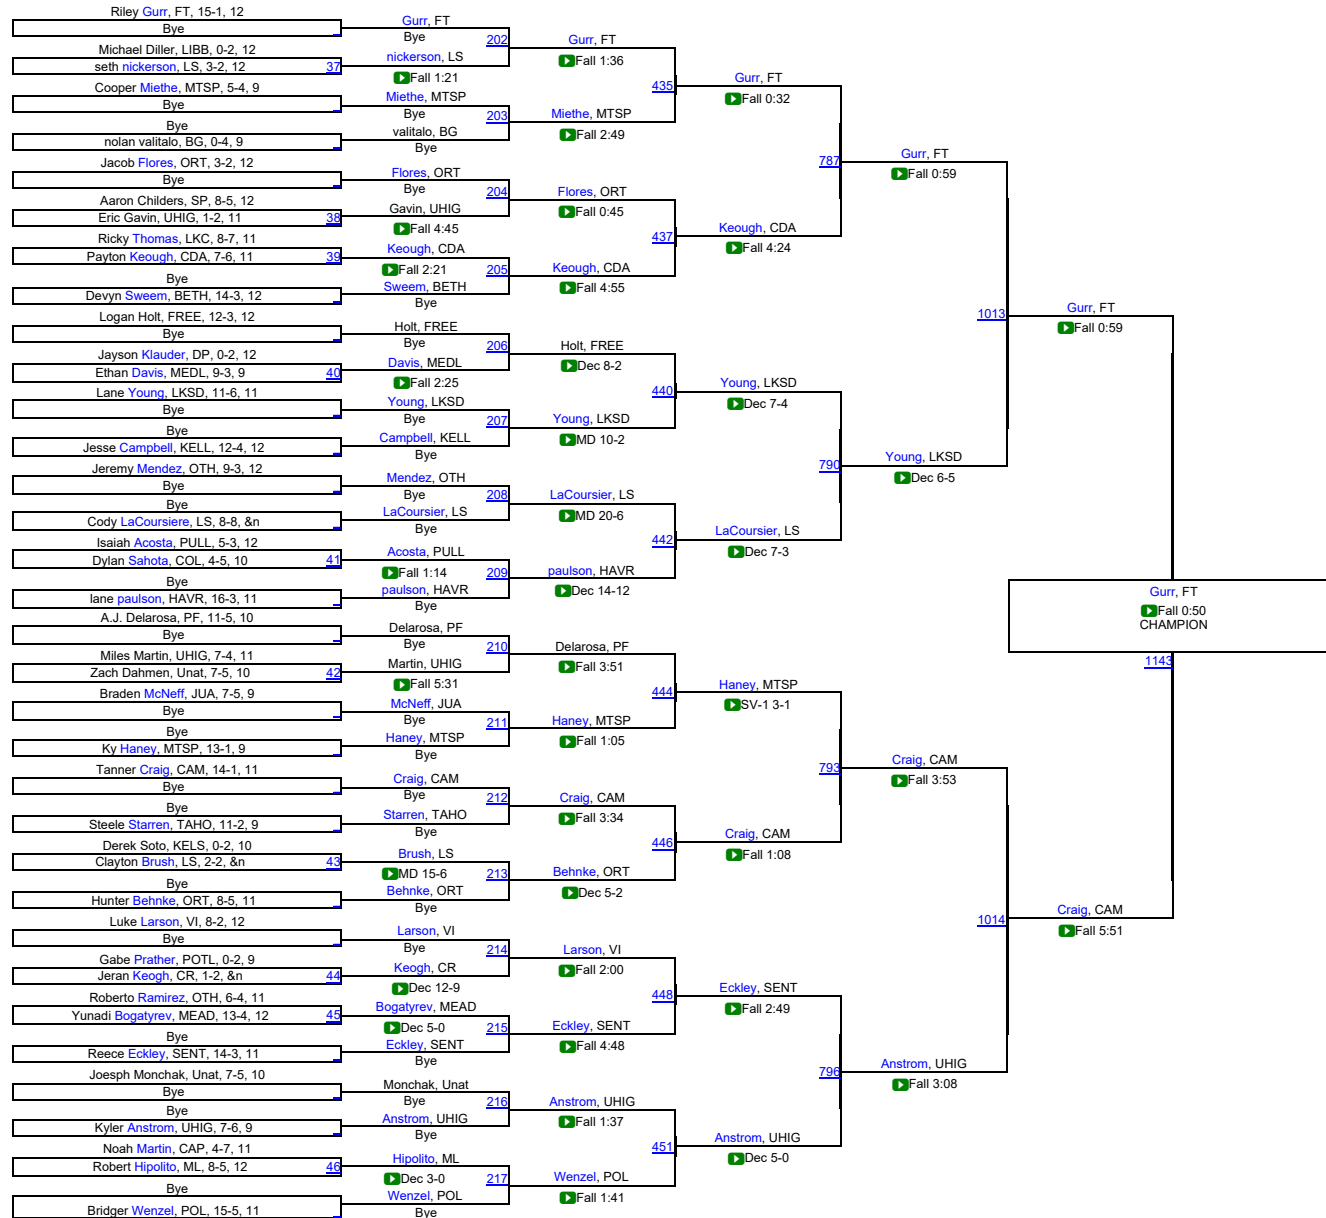 Riley Gurr, FT, 15-1, 12
Bye
Michael Diller, LIBB, 0-2, 12
seth nickerson, LS, 3-2, 12
37
Cooper Miethe, MTSP, 5-4, 9
Bye
Bye
nolan valitalo, BG, 0-4, 9
Jacob Flores, ORT, 3-2, 12
Bye
Aaron Childers, SP, 8-5, 12
Eric Gavin, UHIG, 1-2, 11
38
Ricky Thomas, LKC, 8-7, 11
Payton Keough, CDA, 7-6, 11
39
Bye
Devyn Sweem, BETH, 14-3, 12
Logan Holt, FREE, 12-3, 12
Bye
Jayson Klauder, DP, 0-2, 12
Ethan Davis, MEDL, 9-3, 9
40
Lane Young, LKSD, 11-6, 11
Bye
Bye
Jesse Campbell, KELL, 12-4, 12
Jeremy Mendez, OTH, 9-3, 12
Bye
Bye
Cody LaCoursiere, LS, 8-8, &n
Isaiah Acosta, PULL, 5-3, 12
Dylan Sahota, COL, 4-5, 10
41
Bye
lane paulson, HAVR, 16-3, 11
A.J. Delarosa, PF, 11-5, 10
Bye
Miles Martin, UHIG, 7-4, 11
Zach Dahmen, Unat, 7-5, 10
42
Braden McNeff, JUA, 7-5, 9
Bye
Bye
Ky Haney, MTSP, 13-1, 9
Tanner Craig, CAM, 14-1, 11
Bye
Bye
Steele Starren, TAHO, 11-2, 9
Derek Soto, KELS, 0-2, 10
Clayton Brush, LS, 2-2, &n
43
Bye
Hunter Behnke, ORT, 8-5, 11
Luke Larson, VI, 8-2, 12
Bye
Gabe Prather, POTL, 0-2, 9
Jeran Keogh, CR, 1-2, &n
44
Roberto Ramirez, OTH, 6-4, 11
Yunadi Bogatyrev, MEAD, 13-4, 12
45
Bye
Reece Eckley, SENT, 14-3, 11
Joesph Monchak, Unat, 7-5, 10
Bye
Bye
Kyler Anstrom, UHIG, 7-6, 9
Noah Martin, CAP, 4-7, 11
Robert Hipolito, ML, 8-5, 12
46
Bye
Bridger Wenzel, POL, 15-5, 11
Gurr, FT
Bye
202
nickerson, LS
Fall 1:21
Miethe, MTSP
Bye
203
valitalo, BG
Bye
Flores, ORT
Bye
204
Gavin, UHIG
Fall 4:45
Keough, CDA
Fall 2:21
205
Sweem, BETH
Bye
Holt, FREE
Bye
206
Davis, MEDL
Fall 2:25
Young, LKSD
Bye
207
Campbell, KELL
Bye
Mendez, OTH
Bye
208
LaCoursier, LS
Bye
Acosta, PULL
Fall 1:14
209
paulson, HAVR
Bye
Delarosa, PF
Bye
210
Martin, UHIG
Fall 5:31
McNeff, JUA
Bye
211
Haney, MTSP
Bye
Craig, CAM
Bye
212
Starren, TAHO
Bye
Brush, LS
MD 15-6
213
Behnke, ORT
Bye
Larson, VI
Bye
214
Keogh, CR
Dec 12-9
Bogatyrev, MEAD
Dec 5-0
215
Eckley, SENT
Bye
Monchak, Unat
Bye
216
Anstrom, UHIG
Bye
Hipolito, ML
Dec 3-0
217
Wenzel, POL
Bye
Gurr, FT
Fall 1:36
435
Miethe, MTSP
Fall 2:49
Flores, ORT
Fall 0:45
437
Keough, CDA
Fall 4:55
Holt, FREE
Dec 8-2
440
Young, LKSD
MD 10-2
LaCoursier, LS
MD 20-6
442
paulson, HAVR
Dec 14-12
Delarosa, PF
Fall 3:51
444
Haney, MTSP
Fall 1:05
Craig, CAM
Fall 3:34
446
Behnke, ORT
Dec 5-2
Larson, VI
Fall 2:00
448
Eckley, SENT
Fall 4:48
Anstrom, UHIG
Fall 1:37
451
Wenzel, POL
Fall 1:41
Gurr, FT
Fall 0:32
787
Keough, CDA
Fall 4:24
Young, LKSD
Dec 7-4
790
LaCoursier, LS
Dec 7-3
Haney, MTSP
SV-1 3-1
793
Craig, CAM
Fall 1:08
Eckley, SENT
Fall 2:49
796
Anstrom, UHIG
Dec 5-0
Gurr, FT
Fall 0:59
1013
Young, LKSD
Dec 6-5
Craig, CAM
Fall 3:53
1014
Anstrom, UHIG
Fall 3:08
Gurr, FT
Fall 0:59
Craig, CAM
Fall 5:51
Gurr, FT
Fall 0:50
CHAMPION
1143